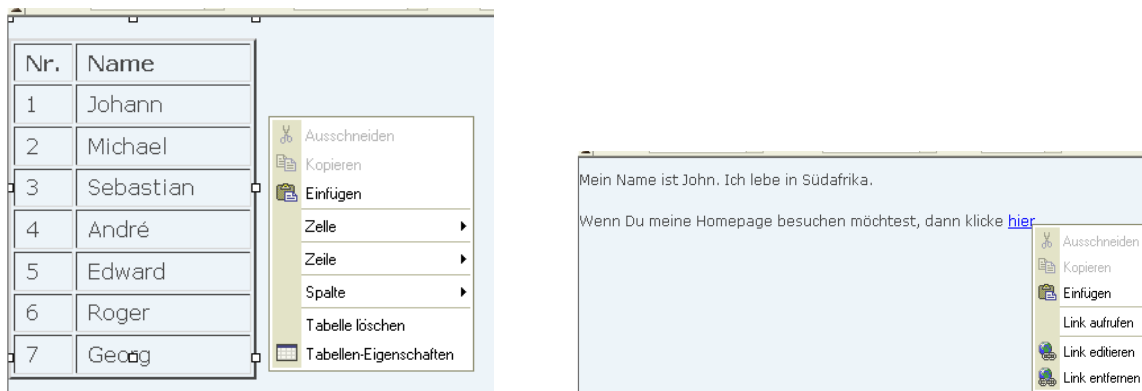 Nr. Name
1 Johann
2 Michael
3 Sebastian
4 André
5 Edward
6 Roger
7 Georg
Ausschneiden
Kopieren
Einfügen
Zelle
Zeile
Spalte
Tabelle löschen
Tabellen-Eigenschaften
Mein Name ist John. Ich lebe in Südafrika.
Wenn Du meine Homepage besuchen möchtest, dann klicke hier
Ausschneiden
Kopieren
Einfügen
Link aufrufen
Link editieren
Link entfernen